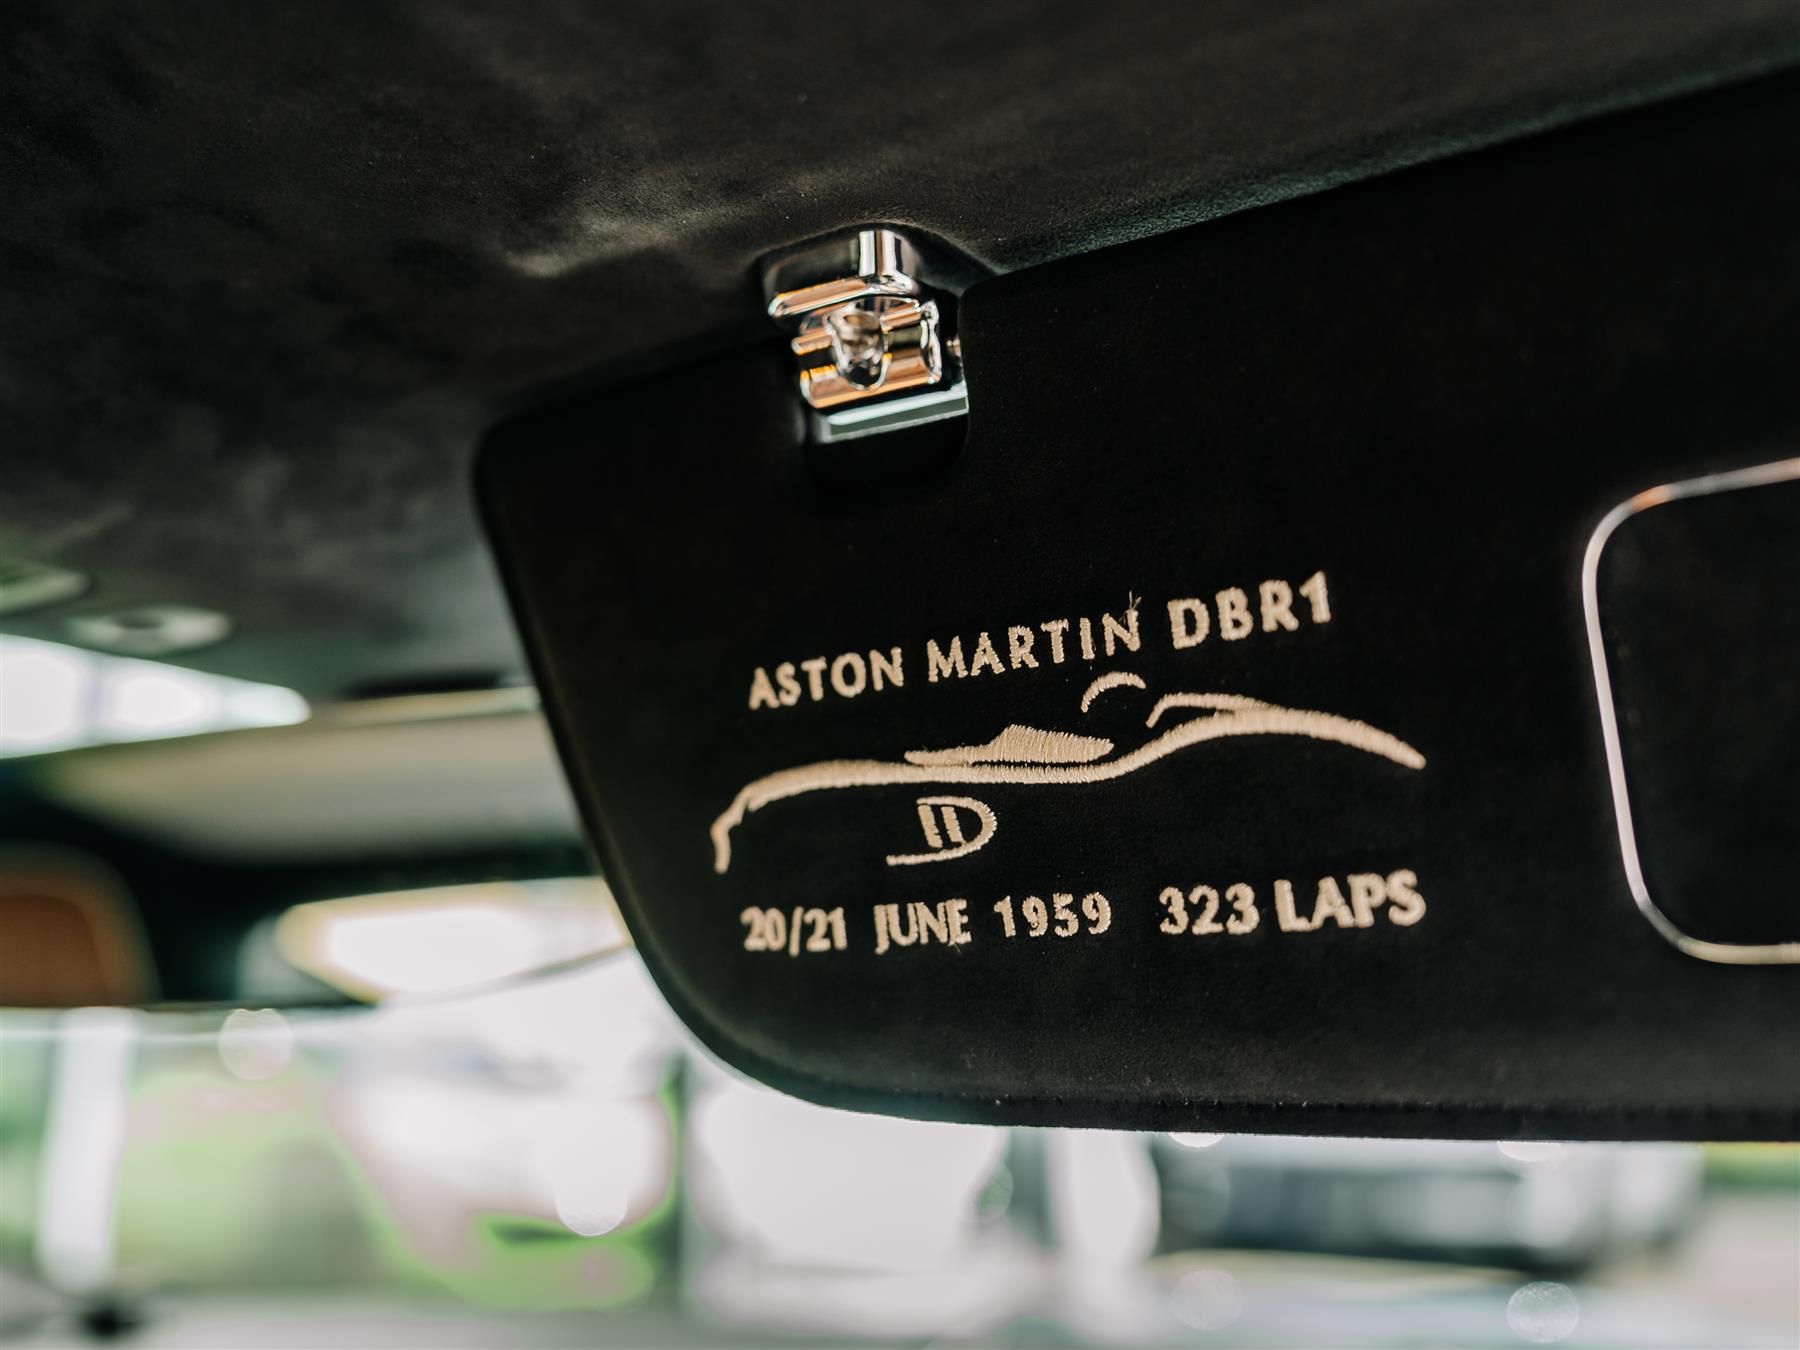 ASTON MARTIN DBR1
20/21 JUNE 1959 323 LAPS